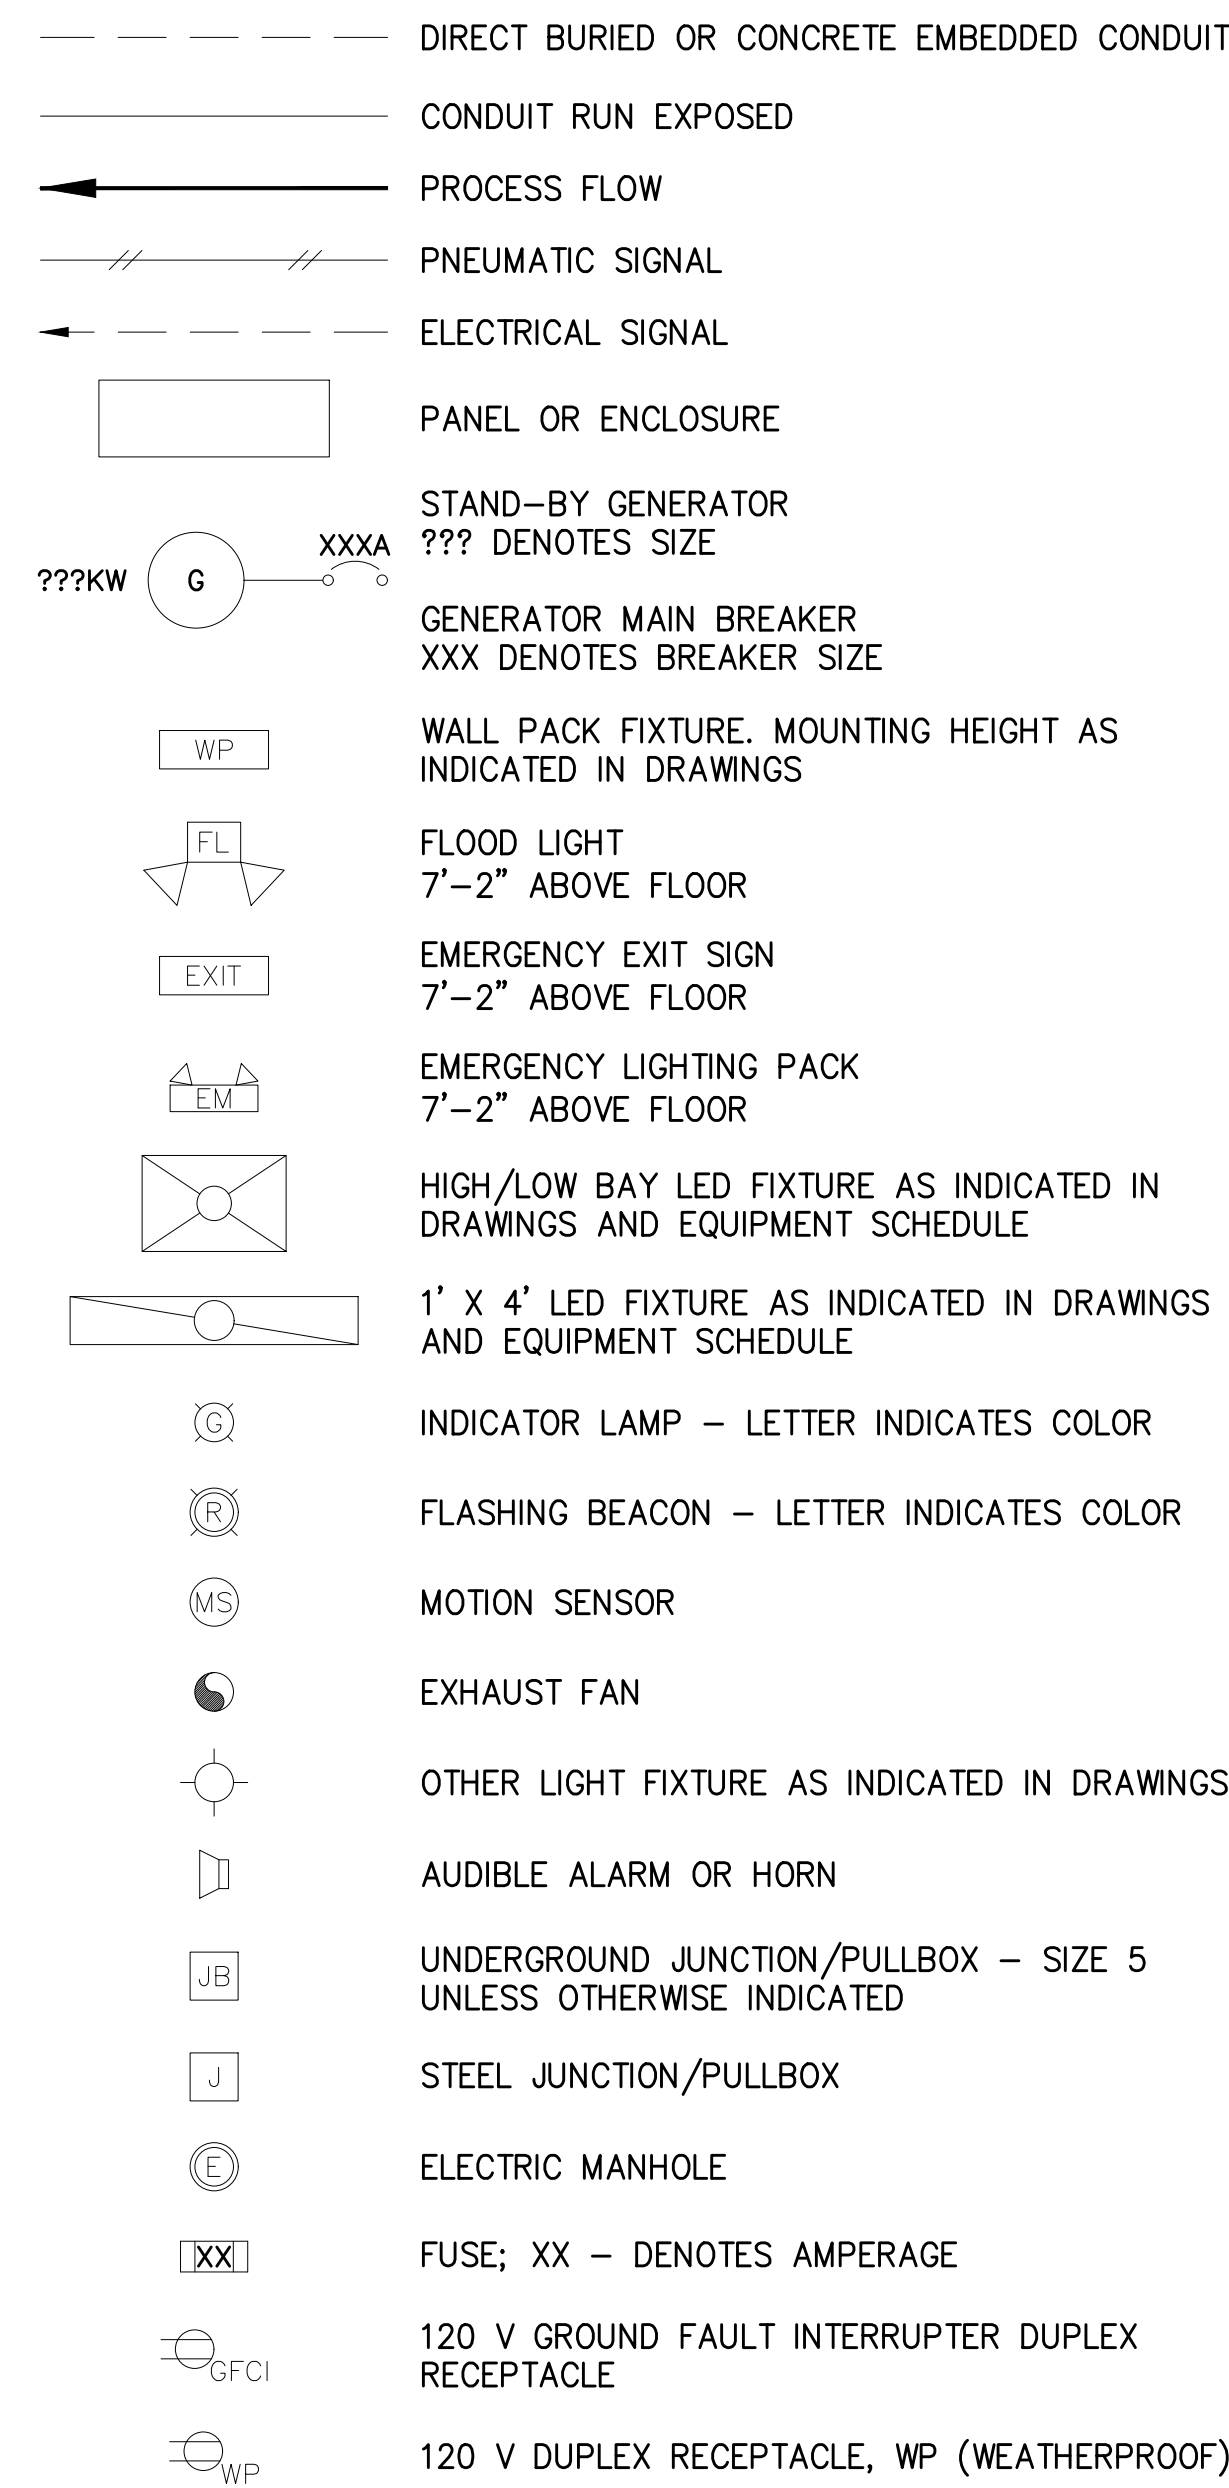 DIRECT BURIED OR CONCRETE EMBEDDED CONDUIT
CONDUIT RUN EXPOSED
PROCESS FLOW
PNEUMATIC SIGNAL
ELECTRICAL SIGNAL
PANEL OR ENCLOSURE
STAND-BY GENERATOR
??? DENOTES SIZE
XXXA
???KW
G
GENERATOR MAIN BREAKER
XXX DENOTES BREAKER SIZE
WP
WALL PACK FIXTURE. MOUNTING HEIGHT AS
INDICATED IN DRAWINGS
FL
FLOOD LIGHT
7'-2" ABOVE FLOOR
EXIT
EMERGENCY EXIT SIGN
7'-2" ABOVE FLOOR
EM
EMERGENCY LIGHTING PACK
7'-2" ABOVE FLOOR
HIGH/LOW BAY LED FIXTURE AS INDICATED IN
DRAWINGS AND EQUIPMENT SCHEDULE
1' X 4' LED FIXTURE AS INDICATED IN DRAWINGS
AND EQUIPMENT SCHEDULE
G
INDICATOR LAMP - LETTER INDICATES COLOR
R
FLASHING BEACON - LETTER INDICATES COLOR
MS
MOTION SENSOR
EXHAUST FAN
OTHER LIGHT FIXTURE AS INDICATED IN DRAWINGS
AUDIBLE ALARM OR HORN
JB
UNDERGROUND JUNCTION/PULLBOX - SIZE 5
UNLESS OTHERWISE INDICATED
J
STEEL JUNCTION/PULLBOX
E
ELECTRIC MANHOLE
XX
FUSE; XX - DENOTES AMPERAGE
GFCI
120 V GROUND FAULT INTERRUPTER DUPLEX
RECEPTACLE
WP
120 V DUPLEX RECEPTACLE, WP (WEATHERPROOF)